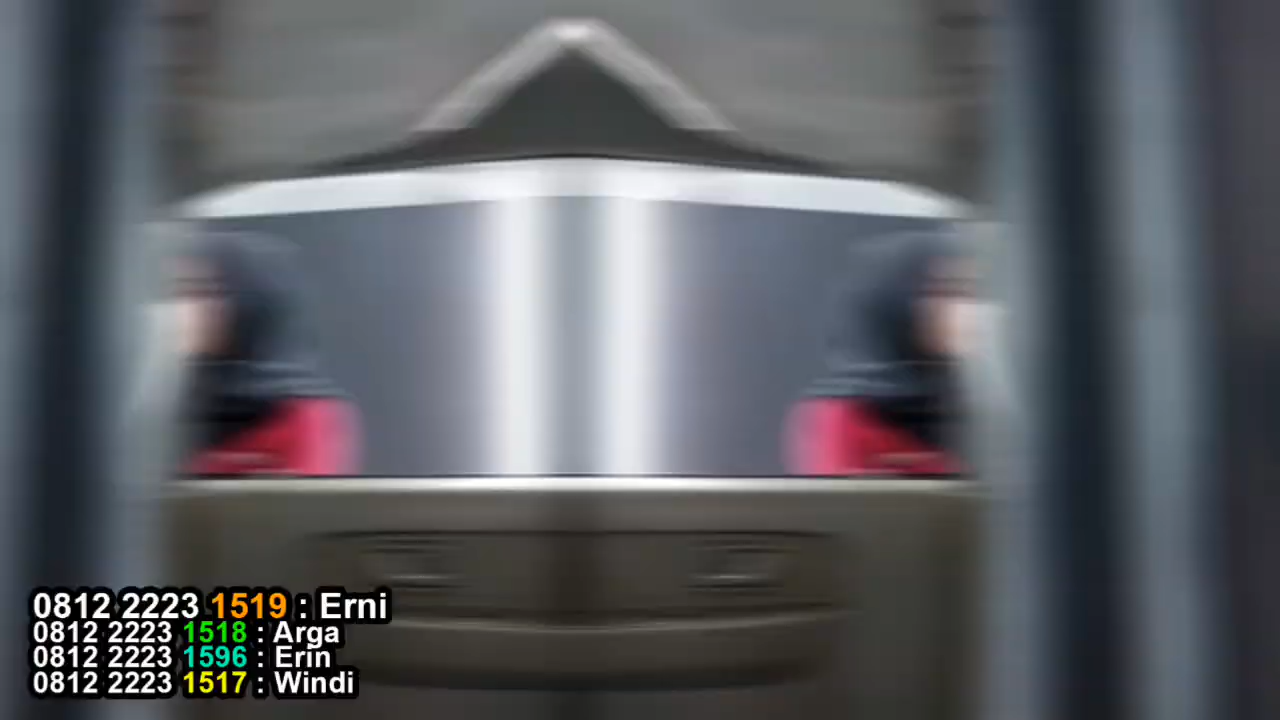 0812 2223 1519 : Erni
0812 2223 1518 : Arga
0812 2223 1596 : Erin
0812 2223 1517 : Windi